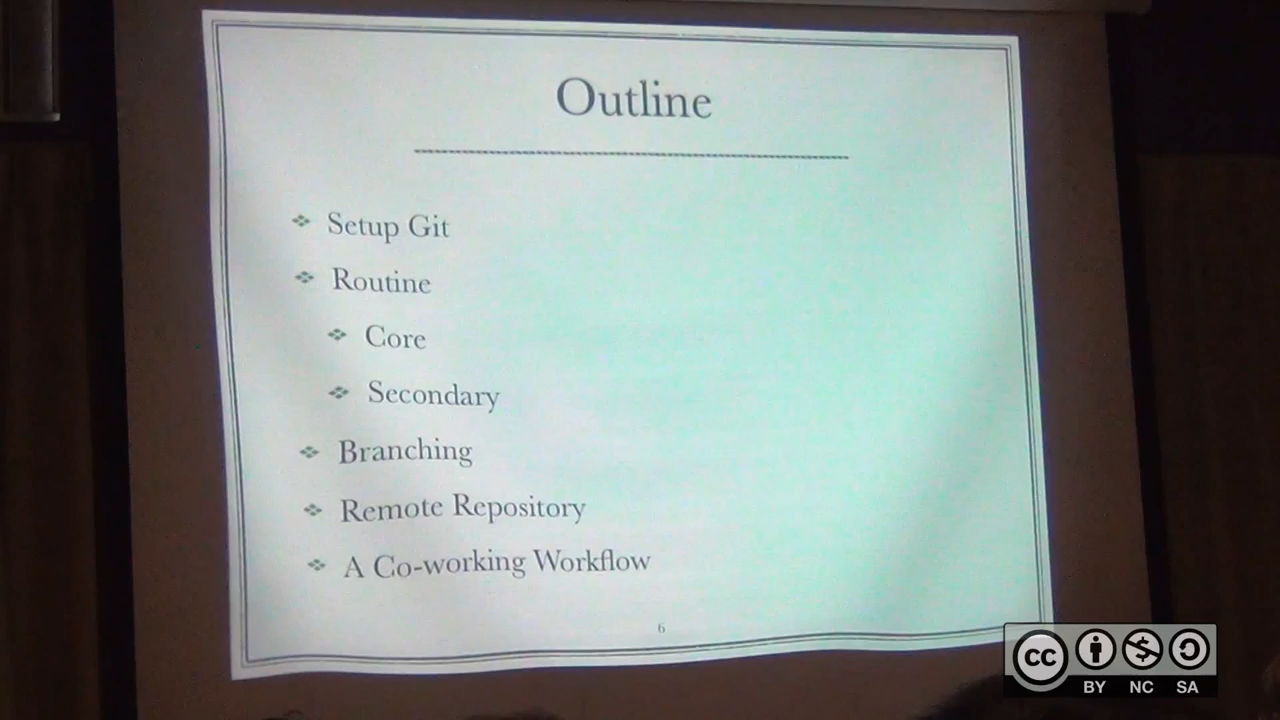 Outline
Setup Git
Routine
Core
Secondary
Branching
Remote Repository
A Co-working Workflow
6
cc
BY NC SA